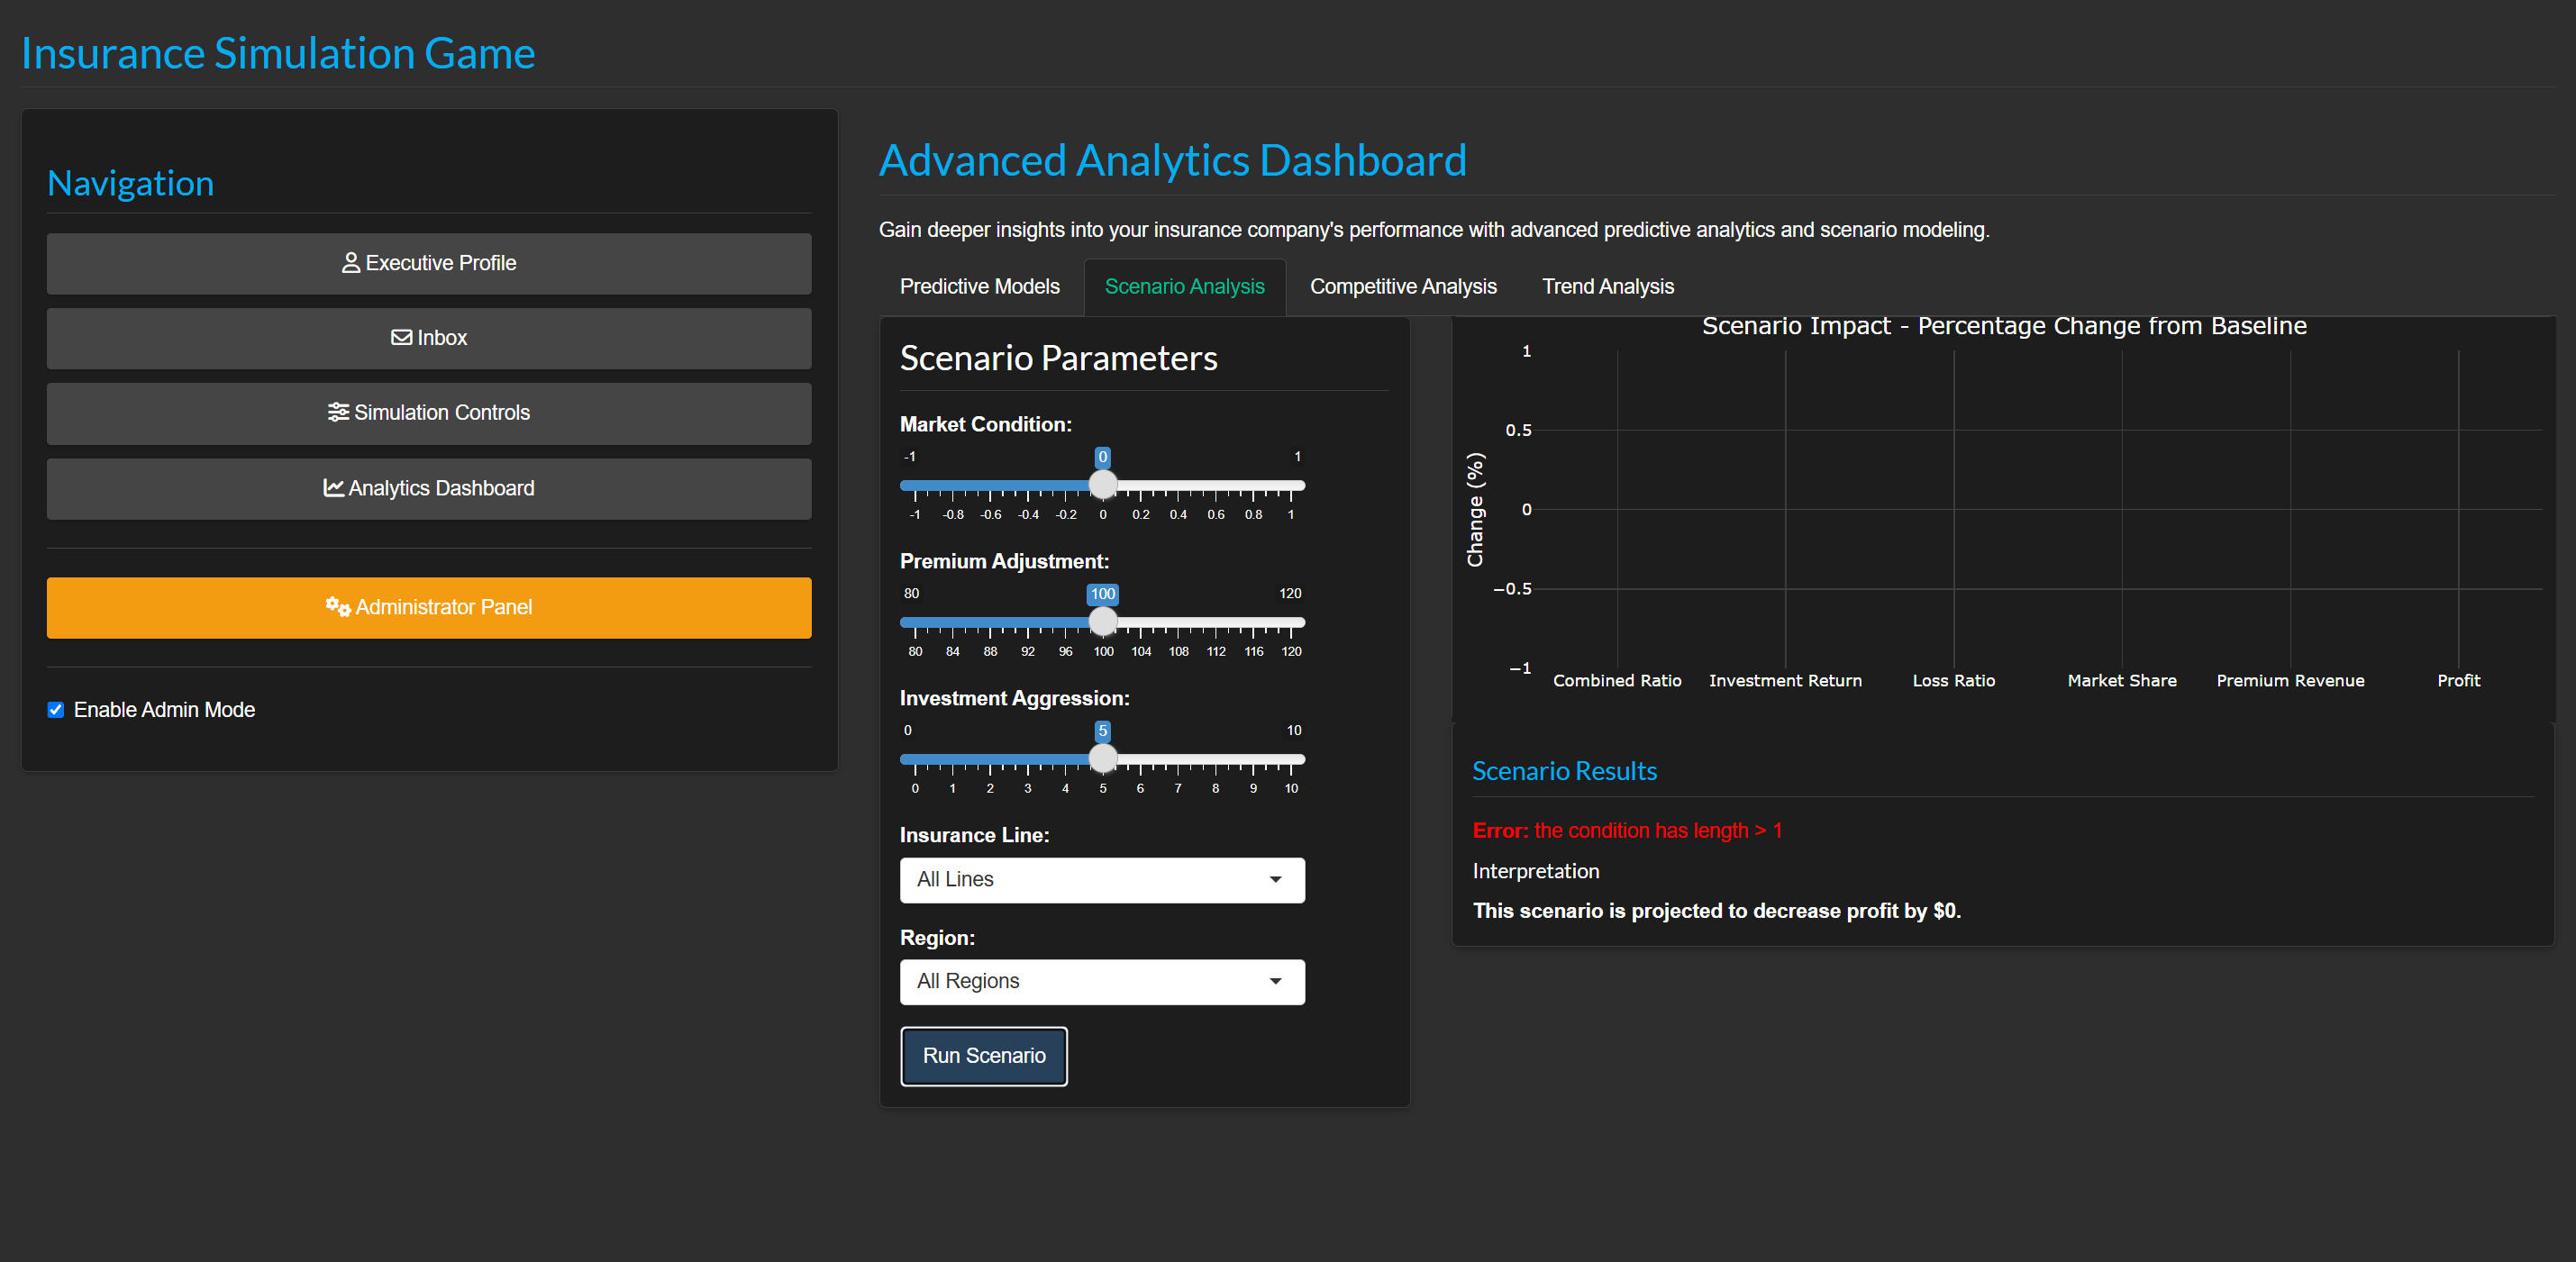 Insurance Simulation Game
Navigation
Executive Profile
Inbox
Simulation Controls
Analytics Dashboard
Administrator Panel
Enable Admin Mode
Advanced Analytics Dashboard
Gain deeper insights into your insurance company's performance with advanced predictive analytics and scenario modeling.
Predictive Models Scenario Analysis Competitive Analysis Trend Analysis
Scenario Parameters
Market Condition:
-1 0 1
-1 -0.8 -0.6 -0.4 -0.2 0 0.2 0.4 0.6 0.8 1
Premium Adjustment:
80 100 120
80 84 88 92 96 100 104 108 112 116 120
Investment Aggression:
0 5 10
0 1 2 3 4 5 6 7 8 9 10
Insurance Line:
All Lines
Region:
All Regions
Run Scenario
Scenario Impact - Percentage Change from Baseline
Change (%)
1
0.5
0
−0.5
−1
Combined Ratio Investment Return Loss Ratio Market Share Premium Revenue Profit
Scenario Results
Error: the condition has length > 1
Interpretation
This scenario is projected to decrease profit by $0.